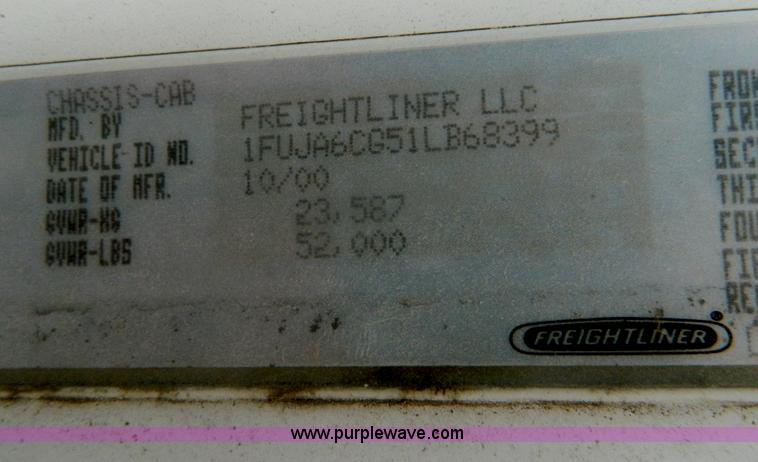 CHASSIS-CAB
MFD. BY FREIGHTLINER LLC
VEHICLE ID NO. 1FUJA6CG51LB68399
DATE OF MFR. 10/00
GVWR-KG 23,587
GVWR-LBS 52,000
FREIGHTLINER
www.purplewave.com